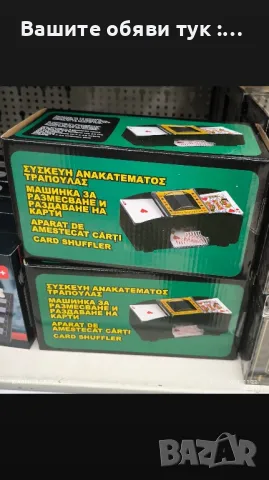 Вашите обяви тук :...
ΣΥΣΚΕΥΗ ΑΝΑΚΑΤΕΜΑΤΟΣ
ΤΡΑΠΟΥΛΑΣ
МАШИНКА ЗА
РАЗМЕСВАНЕ И
РАЗДАВАНЕ НА
КАРТИ
APARAT DE
AMESTECAT CĂRȚI
CARD SHUFFLER
ΣΥΣΚΕΥΗ ΑΝΑΚΑΤΕΜΑΤΟΣ
ΤΡΑΠΟΥΛΑΣ
МАШИНКА ЗА
РАЗМЕСВАНЕ И
РАЗДАВАНЕ НА
КАРТИ
APARAT DE
AMESTECAT CĂRȚI
CARD SHUFFLER
BAZAR